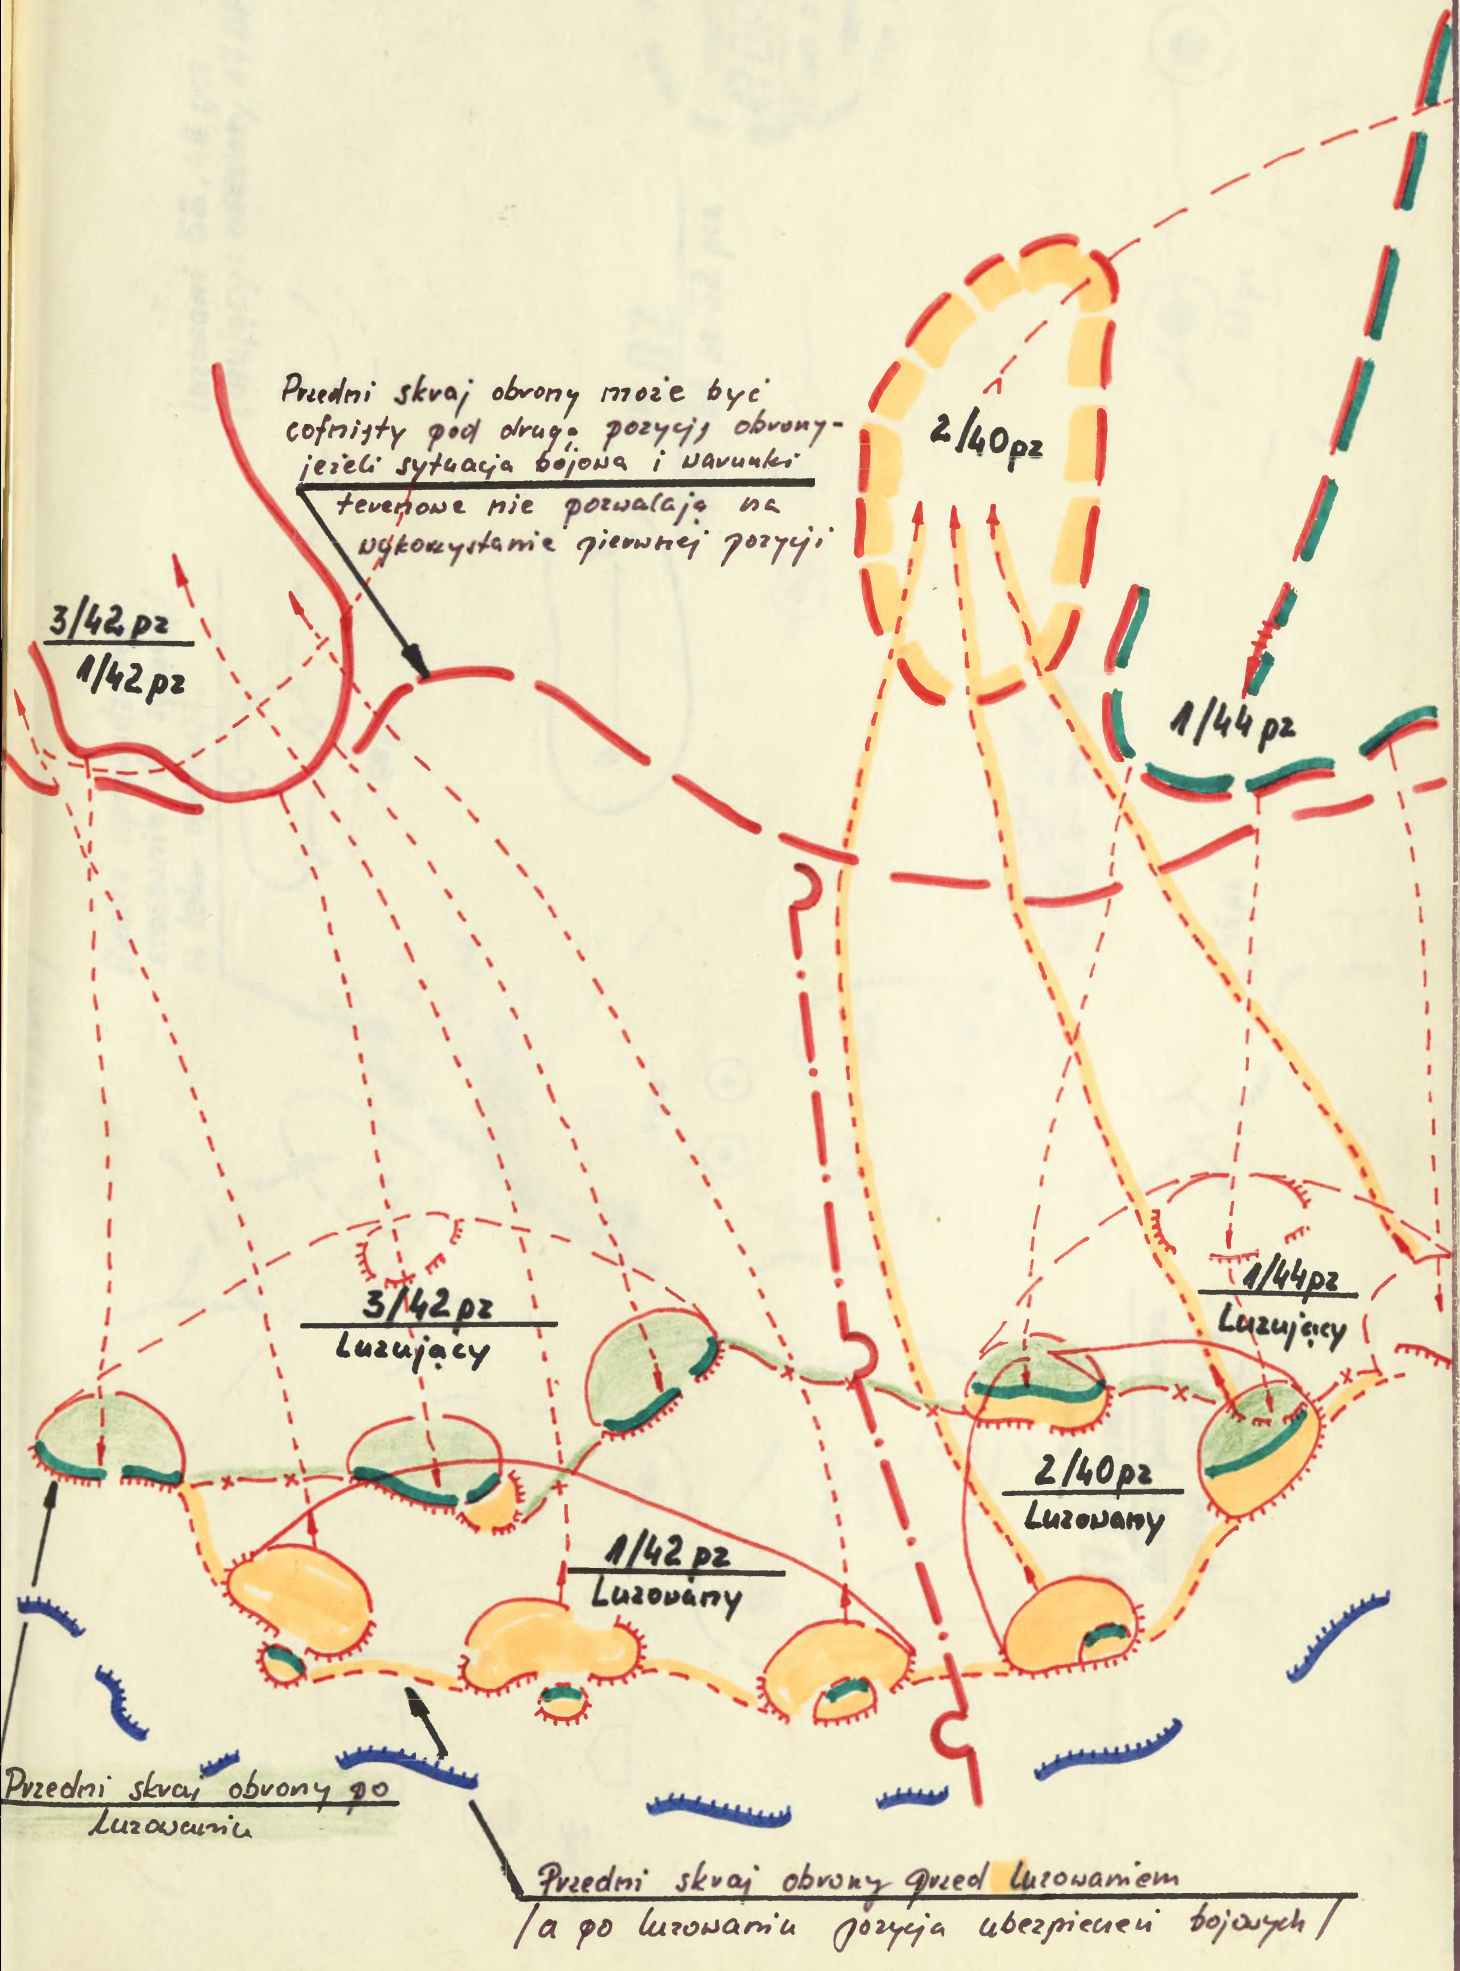 Przedni skraj obrony może być
cofnięty pod drugą pozycję obrony-
jeżeli sytuacja bojowa i warunki
terenowe nie pozwalają na
wykorzystanie pierwnej pozycji
2/40pz
3/42pz
1/42pz
1/44pz
3/42pz
Luzujący
1/44pz
Luzujący
2/40pz
Luzowany
1/42pz
Luzowany
Przedni skraj obrony po
luzowaniu
Przedni skraj obrony przed luzowaniem
/a po luzowaniu pozycja ubezpieczeń bojowych/